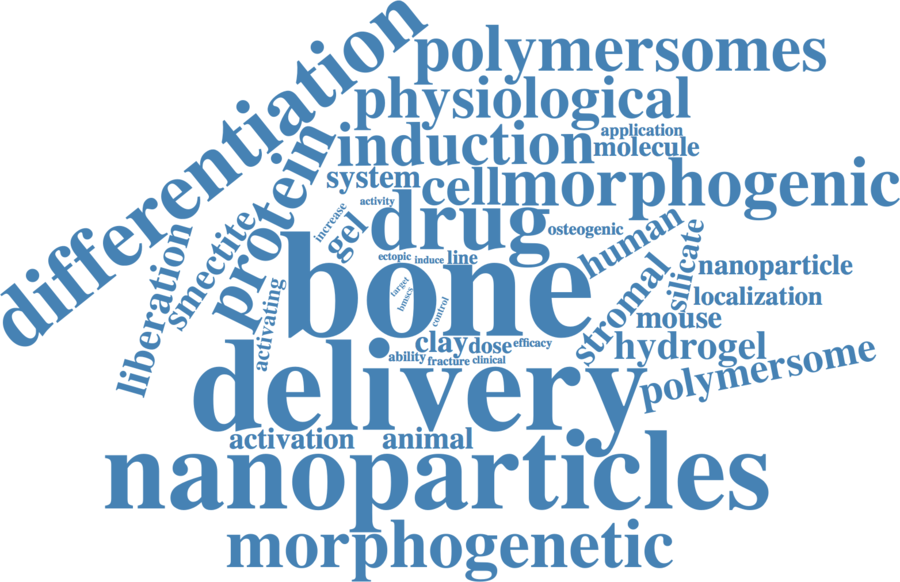 differentiation
polymersomes
physiological
application
induction
molecule
protein
system
cell
morphogenic
activity
increase
drug
smectite
gel
osteogenic
human
liberation
ectopic
induce
line
silicate
bone
target
bmscs
control
stromal
nanoparticle
activating
localization
mouse
clay
dose
efficacy
hydrogel
ability
fracture
clinical
polymersome
delivery
activation
animal
nanoparticles
morphogenetic